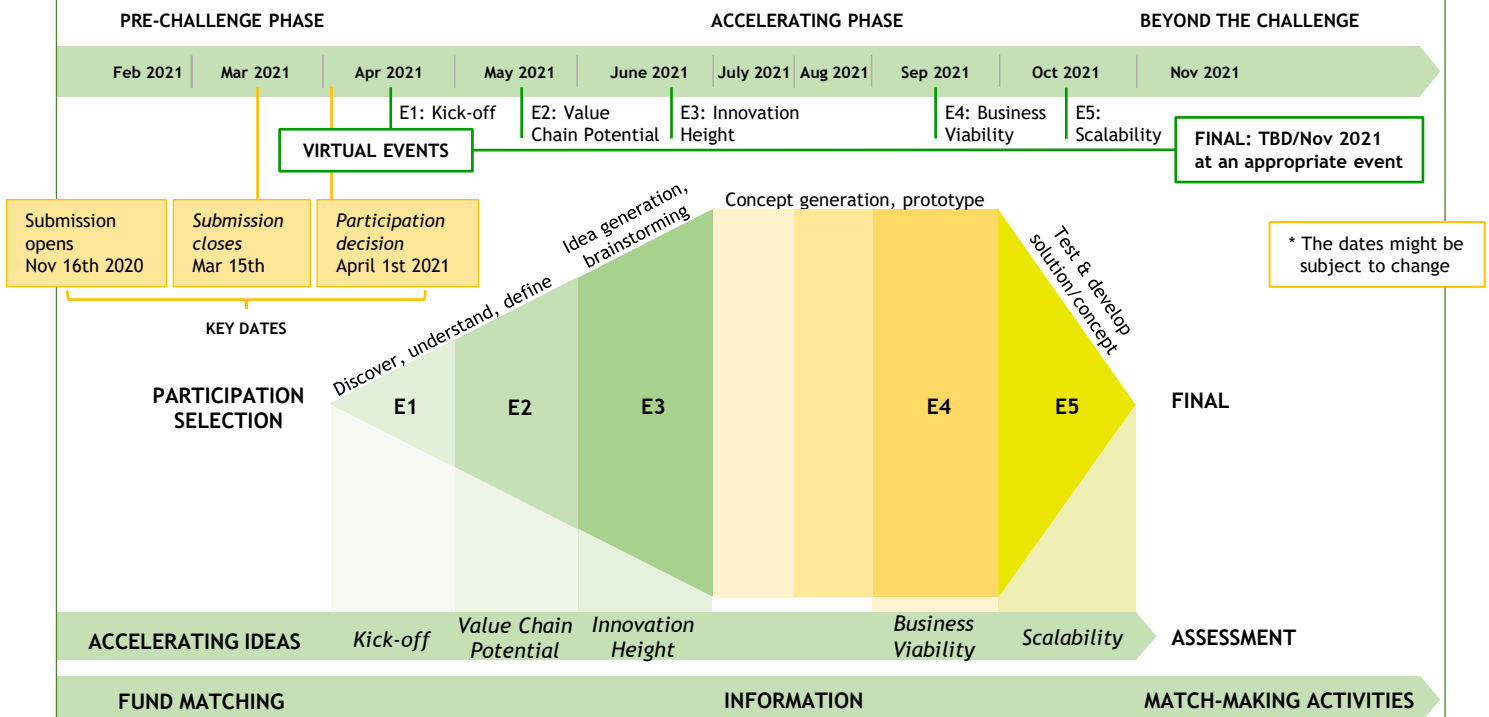 PRE-CHALLENGE PHASE
ACCELERATING PHASE
BEYOND THE CHALLENGE
Feb 2021
Mar 2021
Apr 2021
May 2021
June 2021
July 2021
Aug 2021
Sep 2021
Oct 2021
Nov 2021
E1: Kick-off
E2: Value
Chain Potential
E3: Innovation
Height
E4: Business
Viability
E5:
Scalability
VIRTUAL EVENTS
FINAL: TBD/Nov 2021
at an appropriate event
Submission
opens
Nov 16th 2020
Submission
closes
Mar 15th
Participation
decision
April 1st 2021
KEY DATES
* The dates might be
subject to change
Discover, understand, define
Idea generation,
brainstorming
Concept generation, prototype
Test & develop
solution/concept
PARTICIPATION
SELECTION
E1
E2
E3
E4
E5
FINAL
ACCELERATING IDEAS
Kick-off
Value Chain
Potential
Innovation
Height
Business
Viability
Scalability
ASSESSMENT
FUND MATCHING
INFORMATION
MATCH-MAKING ACTIVITIES